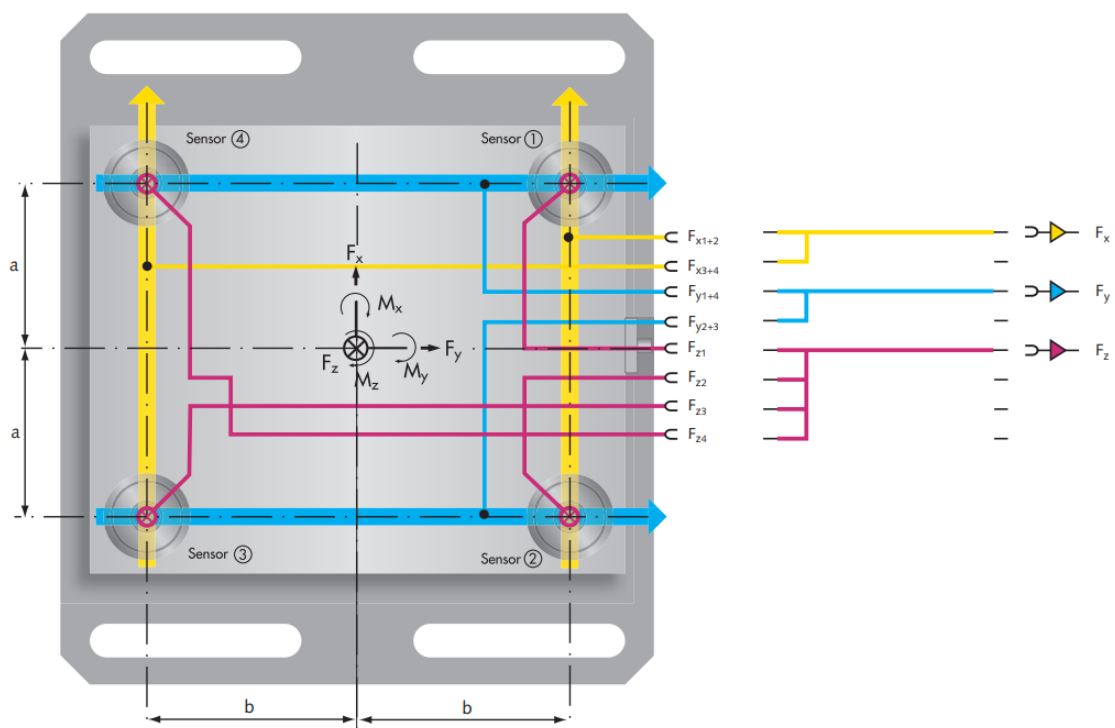 Sensor ④
Sensor ①
a
a
Fx
Mx
Fy
My
Fz
Mz
Fx1+2
Fx3+4
Fy1+4
Fy2+3
Fz1
Fz2
Fz3
Fz4
Fx
Fy
Fz
Sensor ③
Sensor ②
b
b